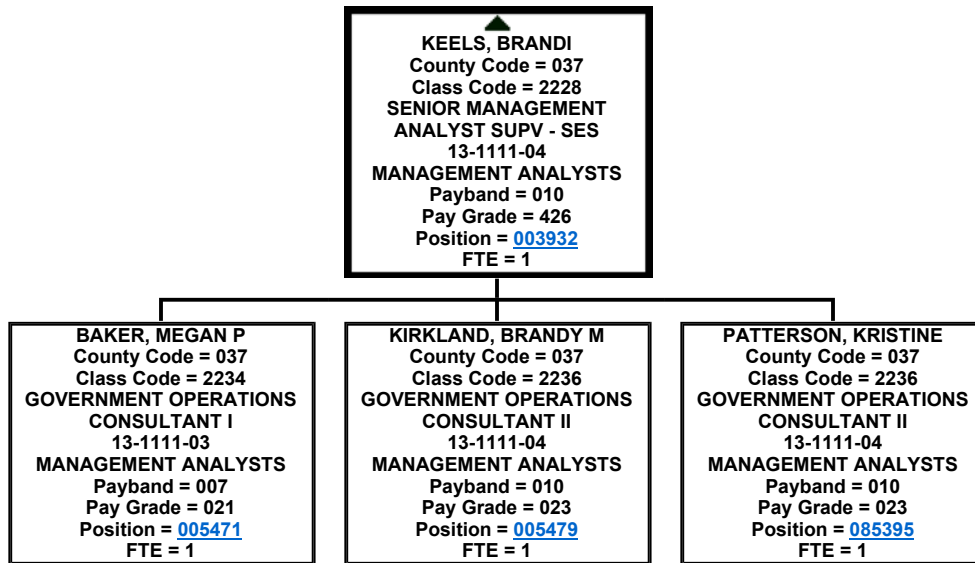 KEELS, BRANDI
County Code = 037
Class Code = 2228
SENIOR MANAGEMENT
ANALYST SUPV - SES
13-1111-04
MANAGEMENT ANALYSTS
Payband = 010
Pay Grade = 426
Position = 003932
FTE = 1
BAKER, MEGAN P
County Code = 037
Class Code = 2234
GOVERNMENT OPERATIONS
CONSULTANT I
13-1111-03
MANAGEMENT ANALYSTS
Payband = 007
Pay Grade = 021
Position = 005471
FTE = 1
KIRKLAND, BRANDY M
County Code = 037
Class Code = 2236
GOVERNMENT OPERATIONS
CONSULTANT II
13-1111-04
MANAGEMENT ANALYSTS
Payband = 010
Pay Grade = 023
Position = 005479
FTE = 1
PATTERSON, KRISTINE
County Code = 037
Class Code = 2236
GOVERNMENT OPERATIONS
CONSULTANT II
13-1111-04
MANAGEMENT ANALYSTS
Payband = 010
Pay Grade = 023
Position = 085395
FTE = 1